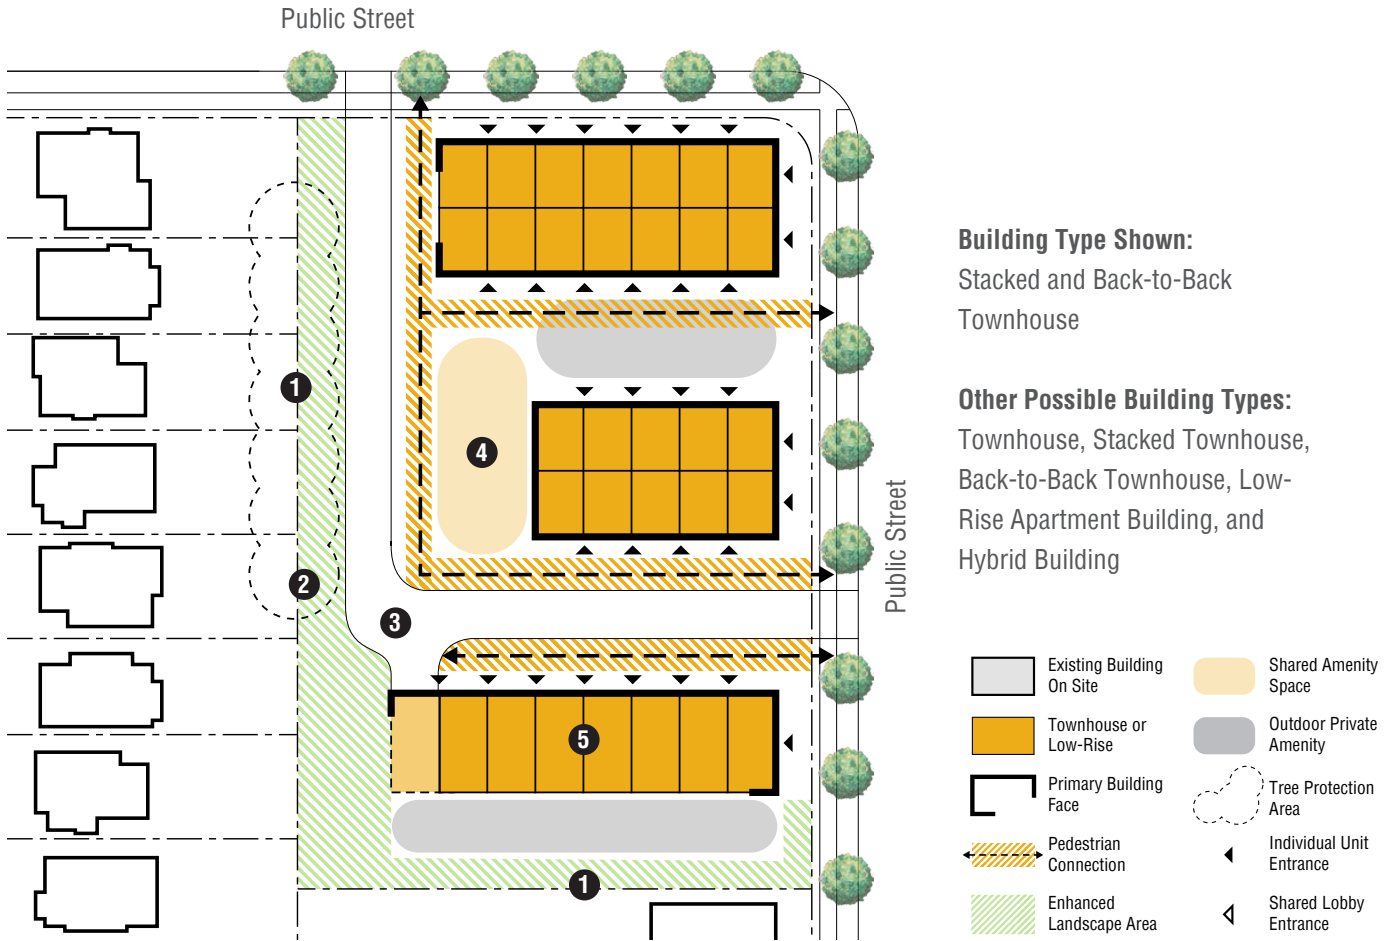 Public Street
1
2
3
4
5
1
Public Street
Building Type Shown:
Stacked and Back-to-Back
Townhouse
Other Possible Building Types:
Townhouse, Stacked Townhouse,
Back-to-Back Townhouse, Low-
Rise Apartment Building, and
Hybrid Building
Existing Building
On Site
Townhouse or
Low-Rise
Primary Building
Face
Pedestrian
Connection
Enhanced
Landscape Area
Shared Amenity
Space
Outdoor Private
Amenity
Tree Protection
Area
Individual Unit
Entrance
Shared Lobby
Entrance